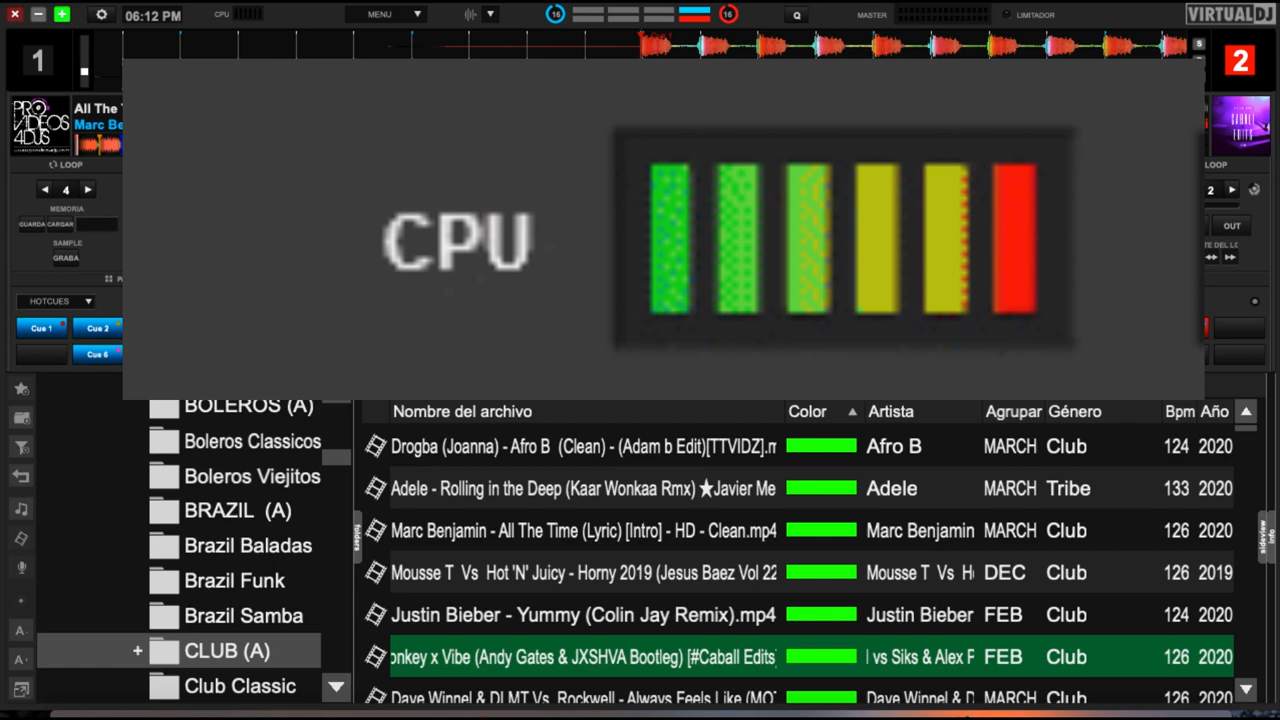 06:12 PM
CPU
MENU
16
16
Q
MASTER
LIMITADOR
VIRTUALDJ
1
S
2
PRO
VIDEOS
4DJS
All The
Marc Be
LOOP
4
MEMORIA
GUARDA CARGAR
SAMPLE
GRABA
HOTCUES
Cue 1 Cue 2
Cue 6
CPU
LOOP
2
OUT
BOLEROS (A)
Boleros Classicos
Boleros Viejitos
BRAZIL (A)
Brazil Baladas
Brazil Funk
Brazil Samba
+ CLUB (A)
Club Classic
folders
Nombre del archivo Color Artista Agrupar Género Bpm Año
Drogba (Joanna) - Afro B (Clean) - (Adam b Edit)[TTVIDZ].m Afro B MARCH Club 124 2020
Adele - Rolling in the Deep (Kaar Wonkaa Rmx) ★Javier Me Adele MARCH Tribe 133 2020
Marc Benjamin - All The Time (Lyric) [Intro] - HD - Clean.mp4 Marc Benjamin MARCH Club 126 2020
Mousse T Vs Hot 'N' Juicy - Horny 2019 (Jesus Baez Vol 22 Mousse T Vs H DEC Club 126 2019
Justin Bieber - Yummy (Colin Jay Remix).mp4 Justin Bieber FEB Club 124 2020
onkey x Vibe (Andy Gates & JXSHVA Bootleg) [#Caball Edits] l vs Siks & Alex F FEB Club 126 2020
Dave Winnel & DLMT Vs. Rockwell - Always Feels Like (MO Dave Winnel & D MARCH Club 126 2020
sideview
info